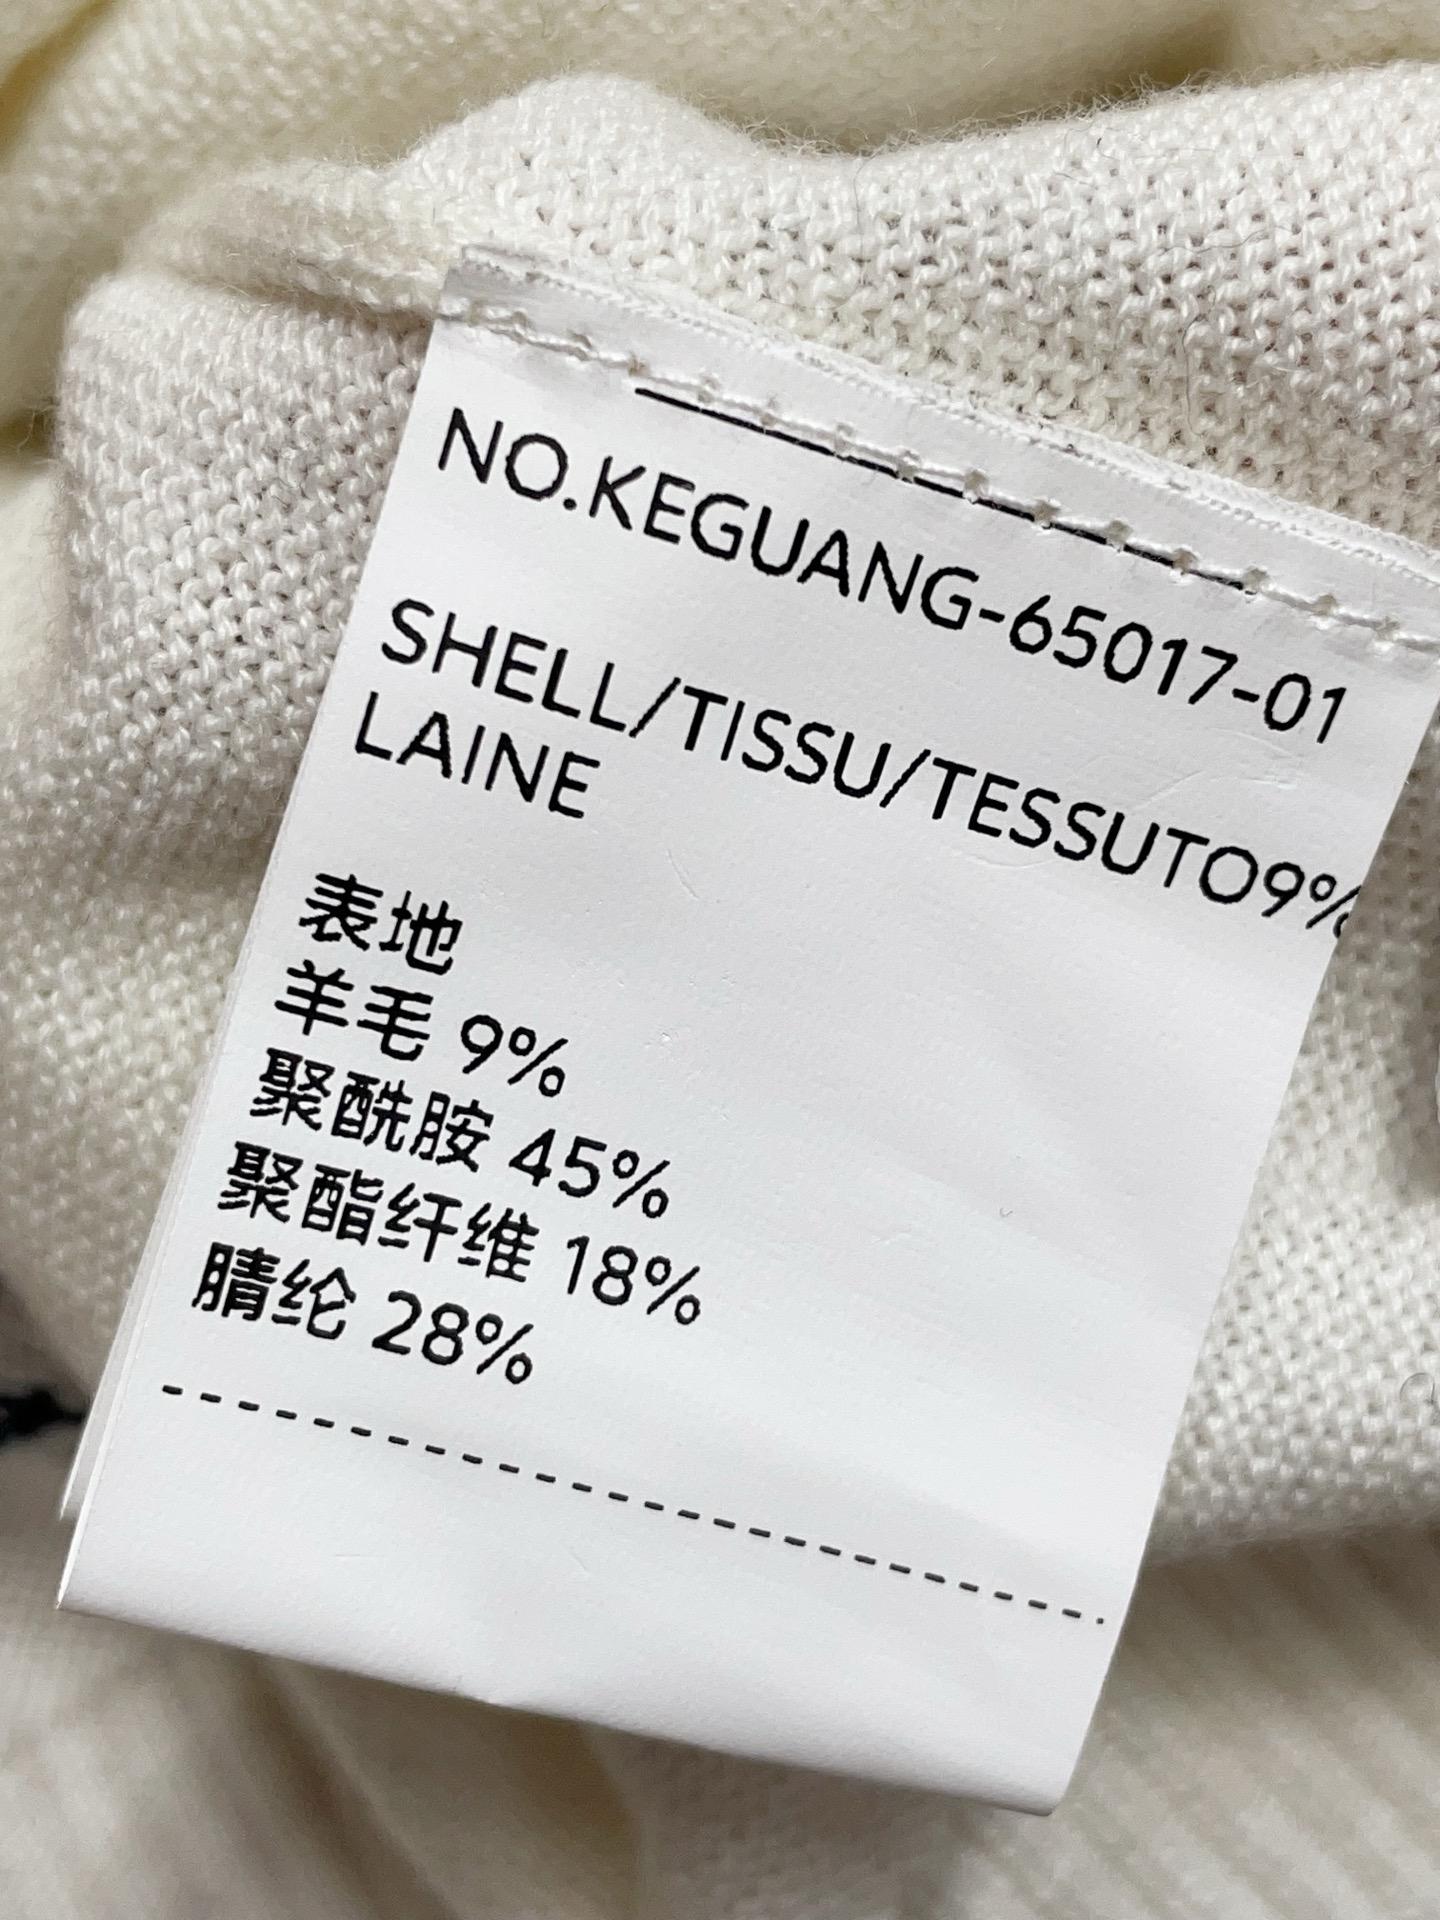 NO.KEGUANG-65017-01
SHELL/TISSU/TESSUTO9%
LAINE
表地
羊毛 9%
聚酰胺 45%
聚酯纤维 18%
腈纶 28%